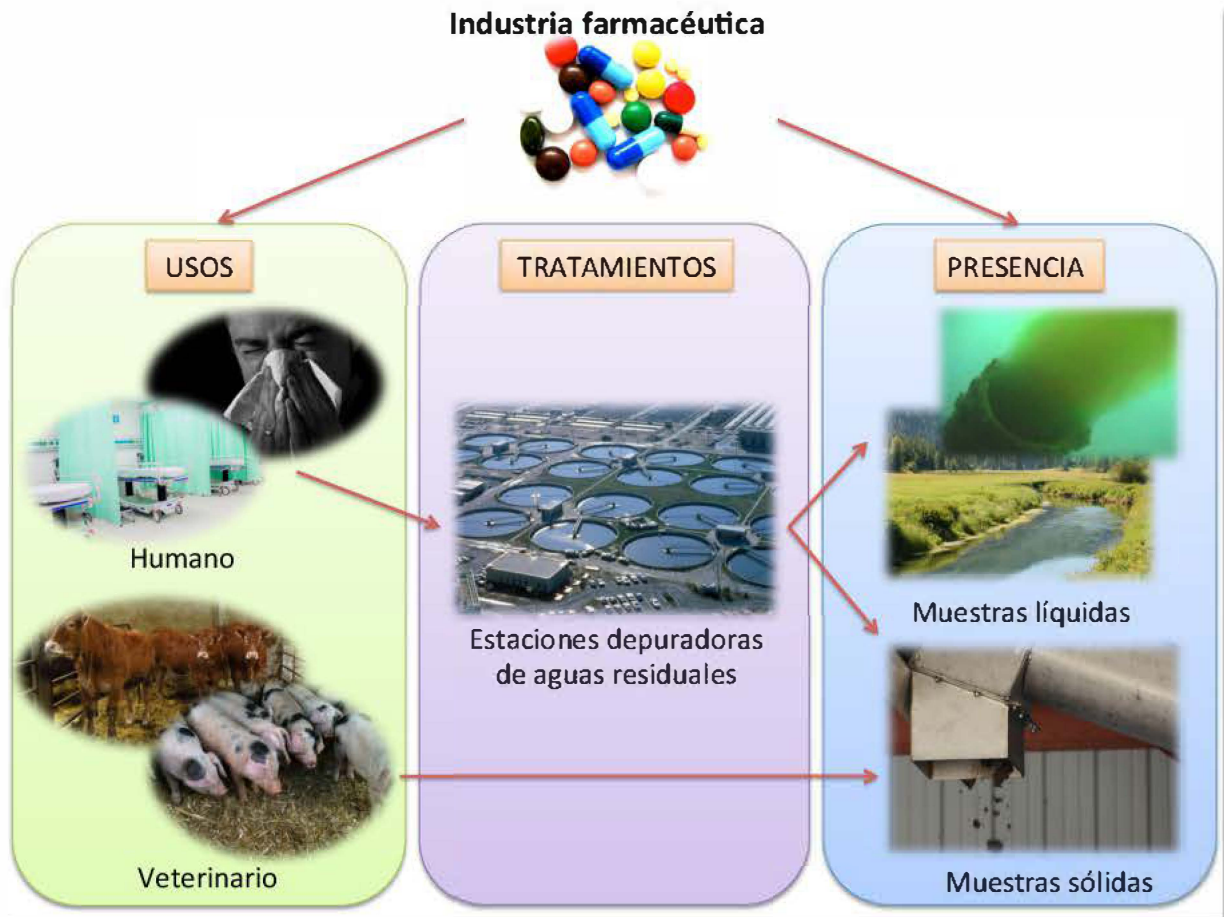 Industria farmacéutica
USOS
TRATAMIENTOS
PRESENCIA
Humano
Estaciones depuradoras
de aguas residuales
Muestras líquidas
Veterinario
Muestras sólidas